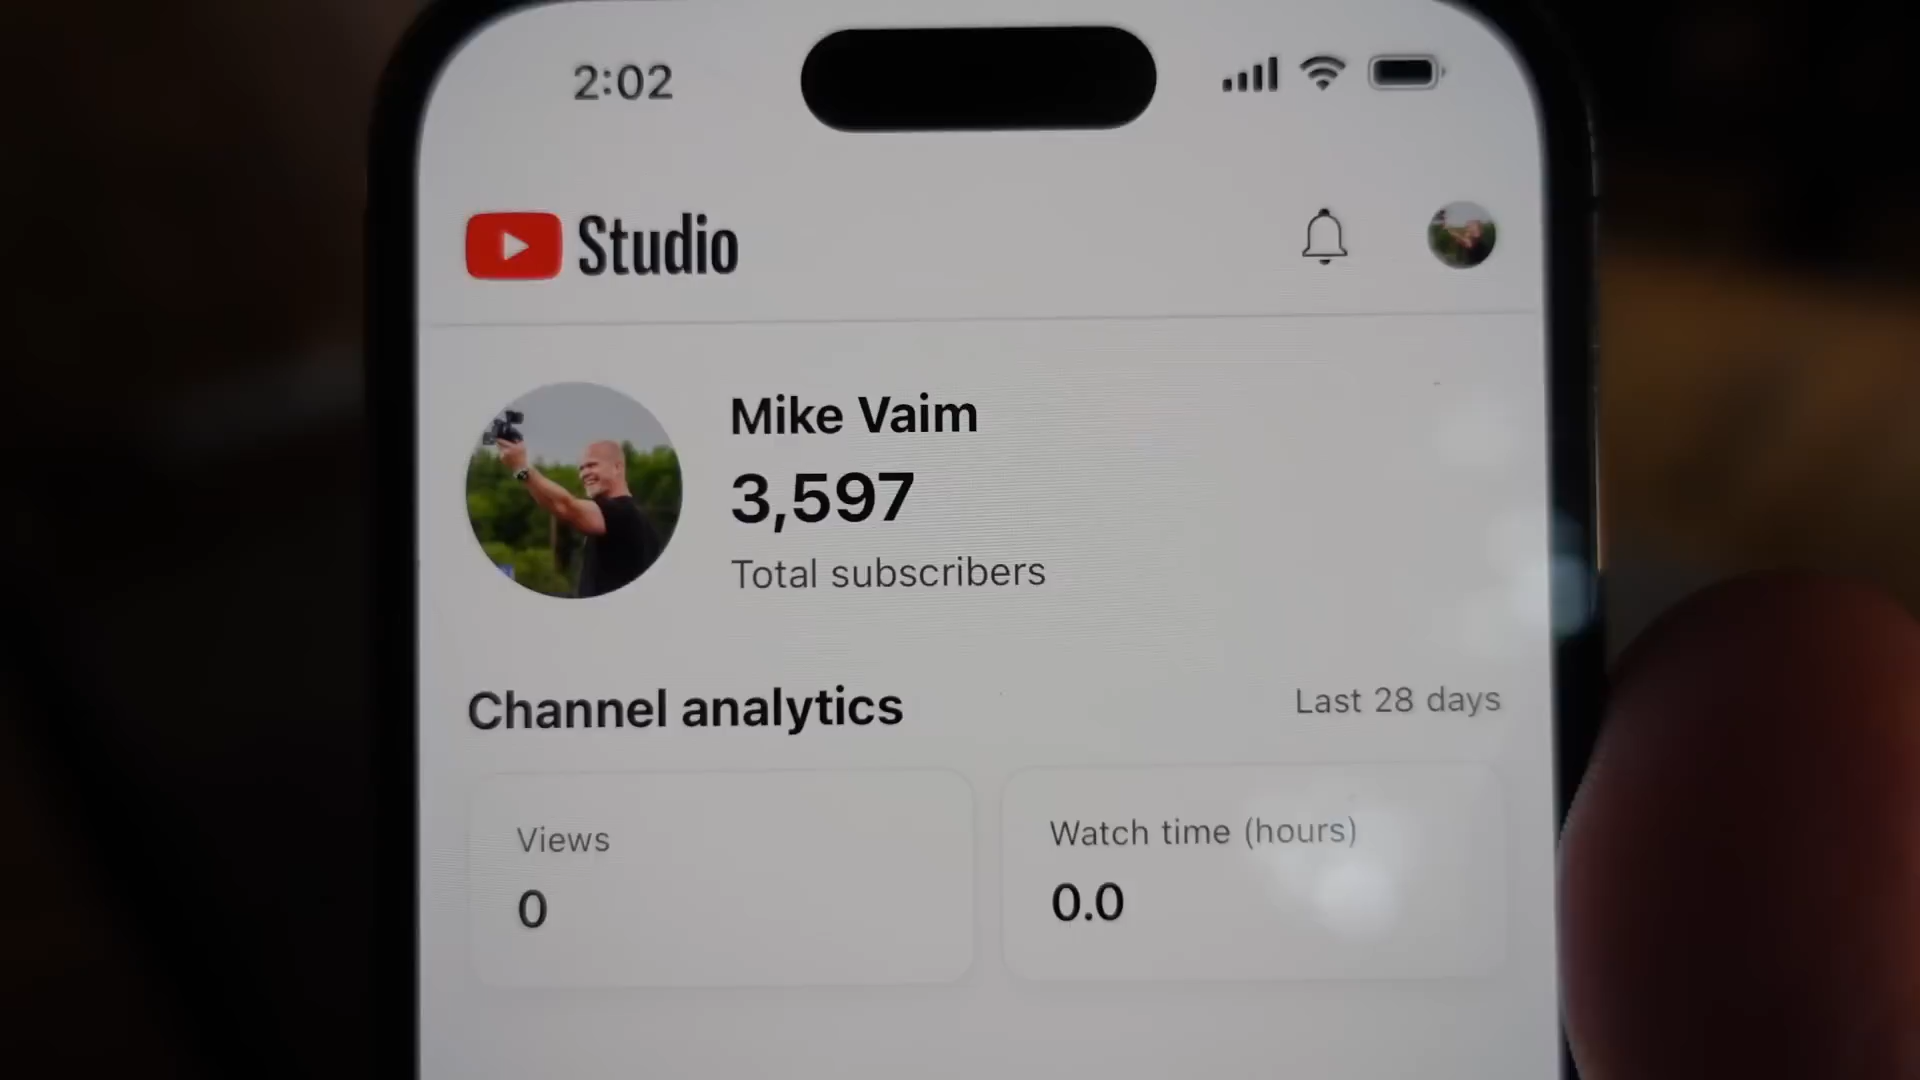 2:02
Studio
Mike Vaim
3,597
Total subscribers
Channel analytics
Last 28 days
Views
0
Watch time (hours)
0.0